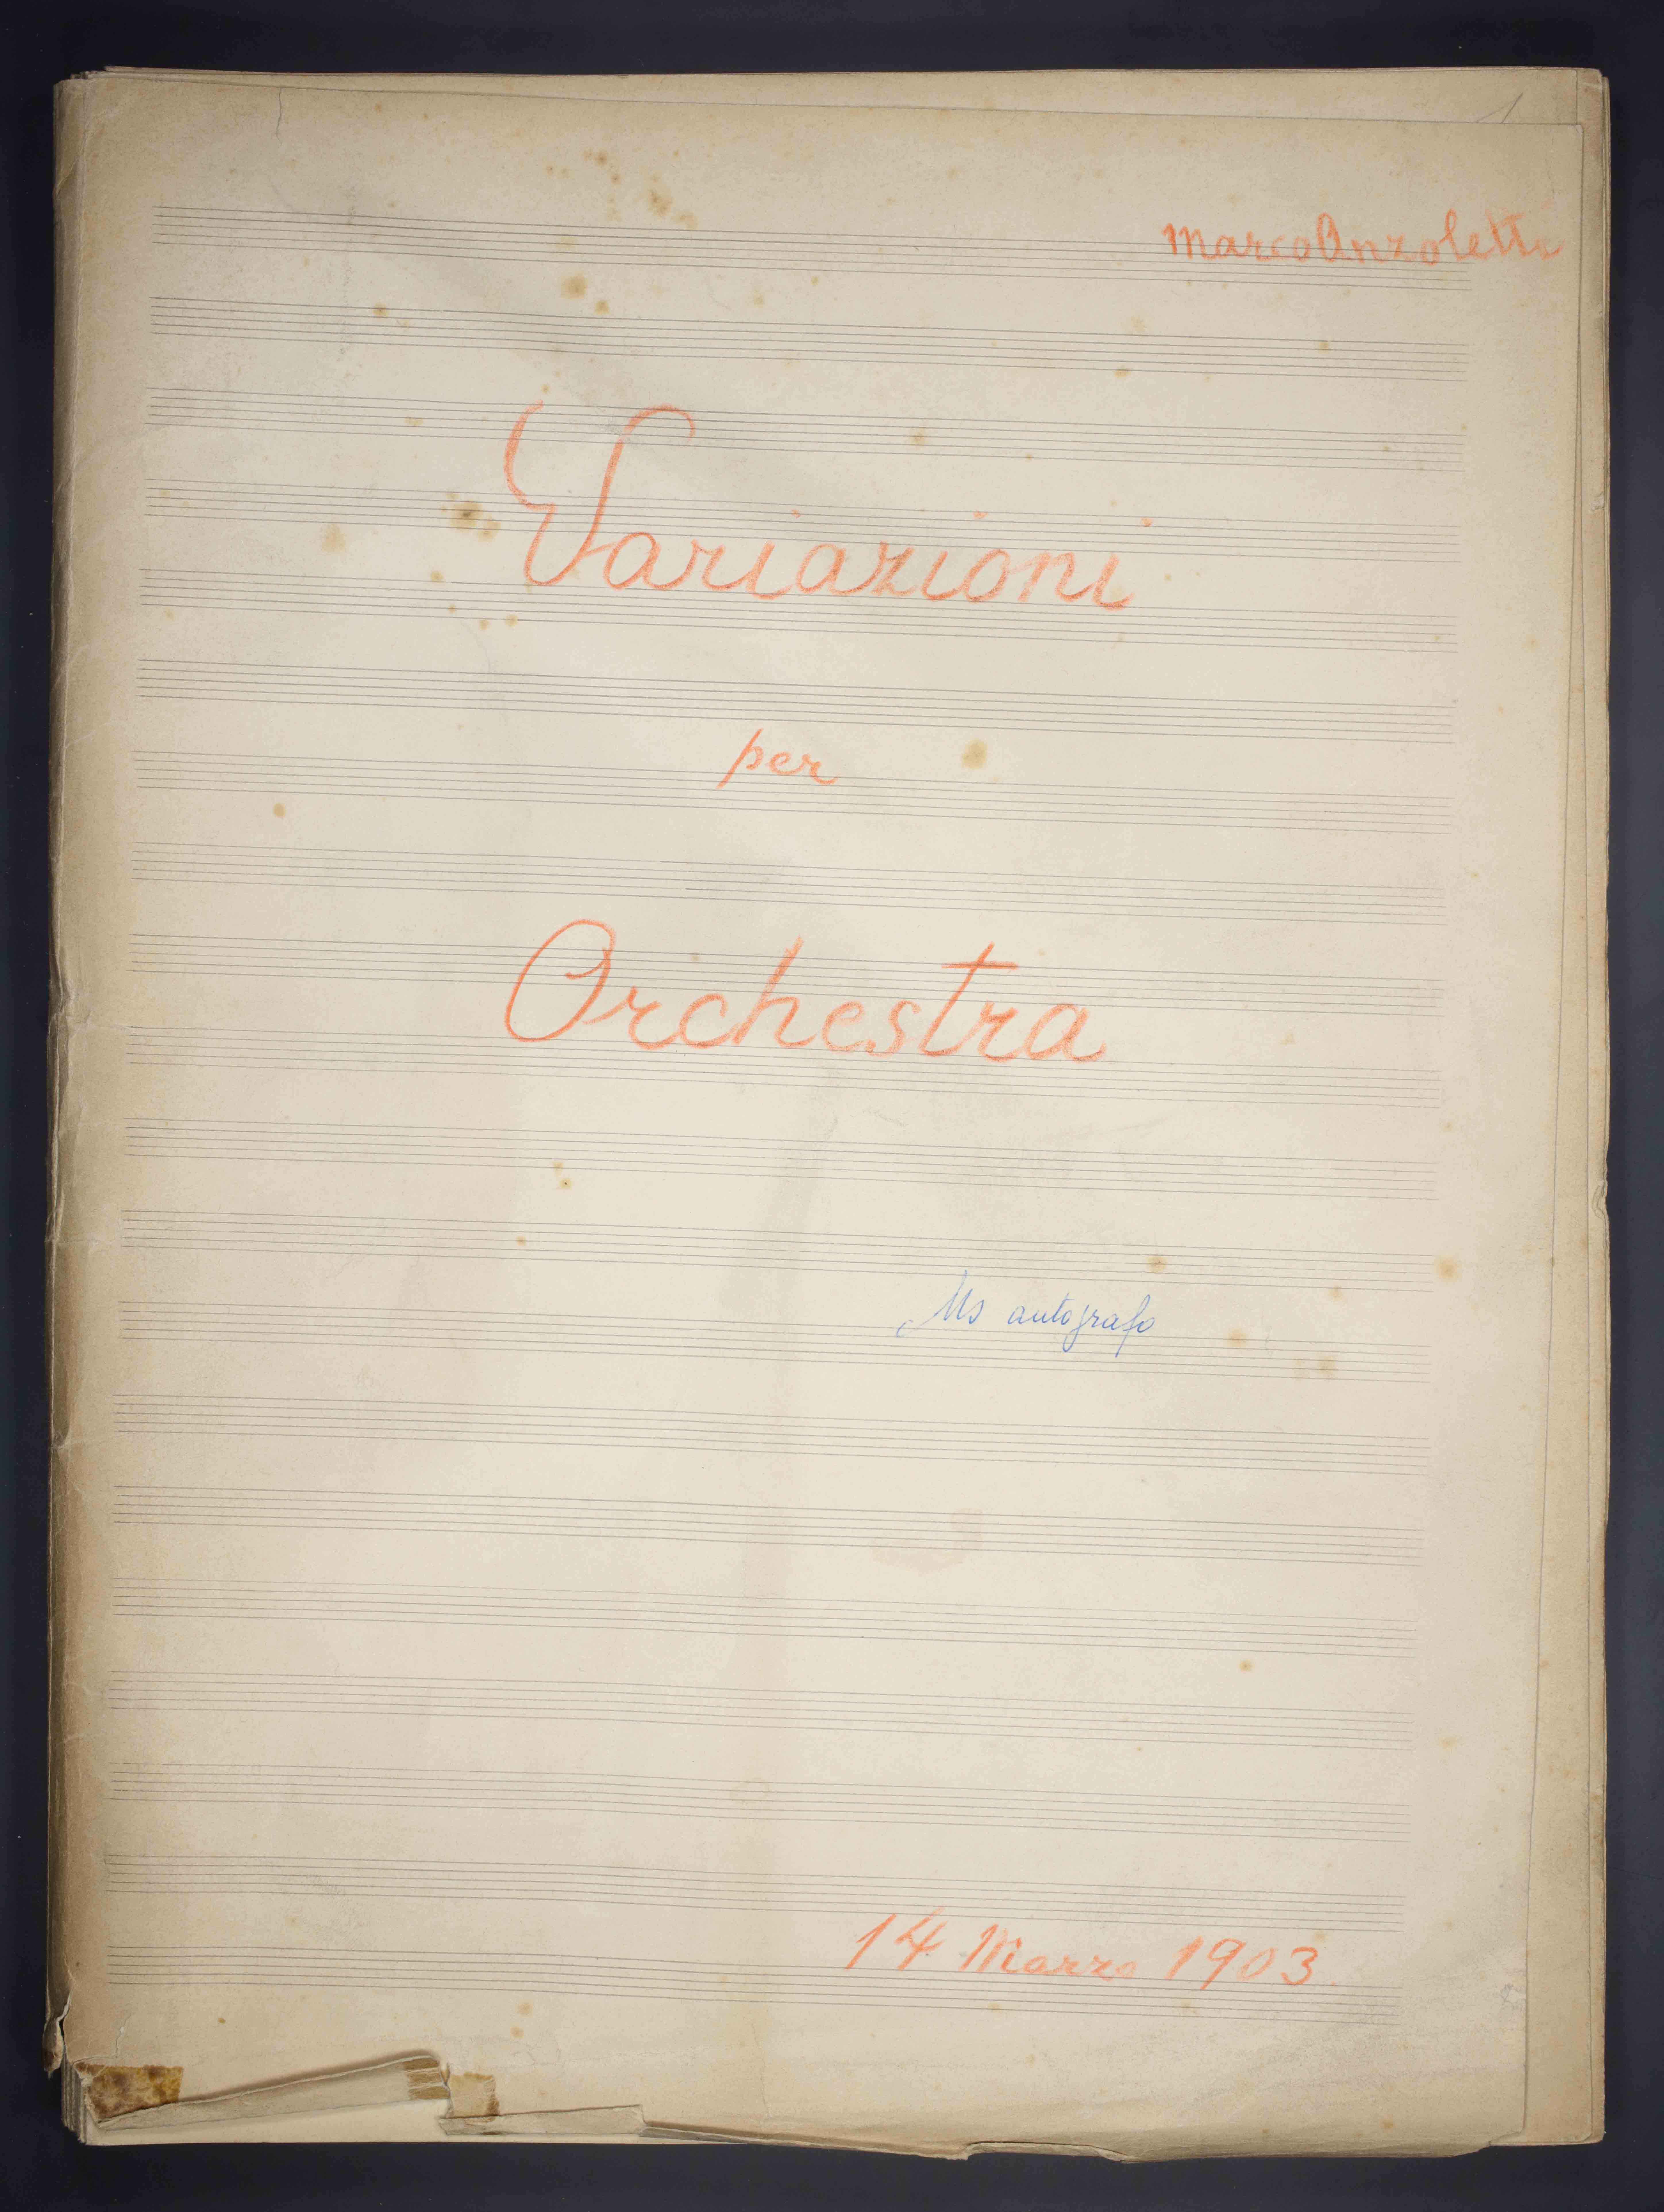 Marco Anzoletti
Variazioni
per
Orchestra
Ms autografo
14 Marzo 1903